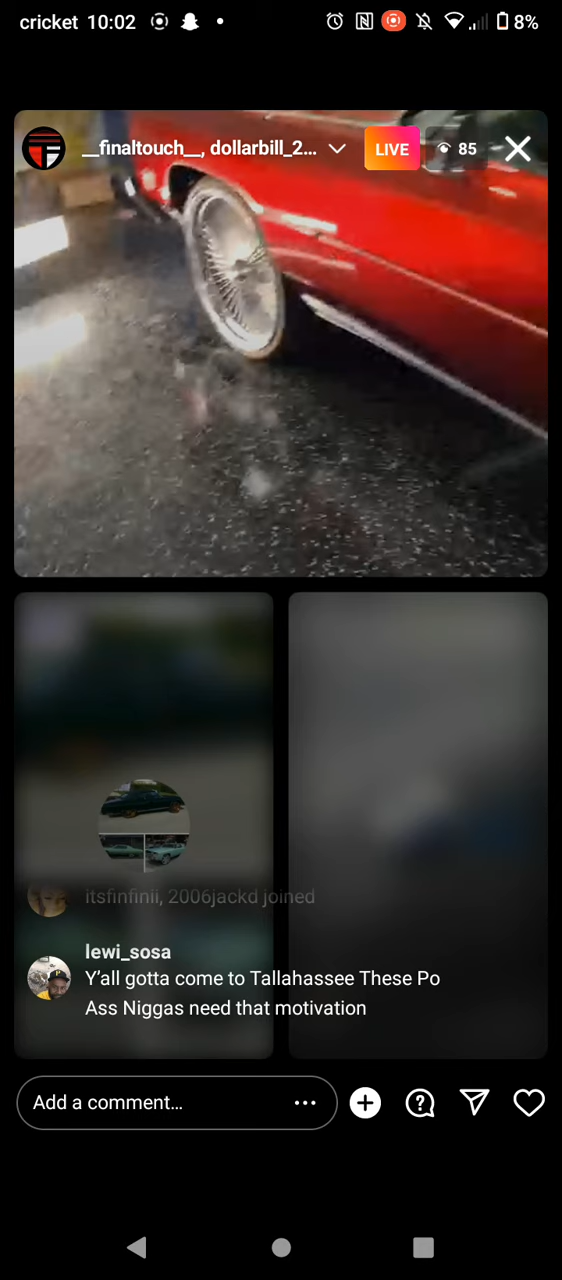 cricket 10:02 8%
__finaltouch__, dollarbill_2... LIVE 85
itsfinfinii, 2006jackd joined
lewi_sosa
Y'all gotta come to Tallahassee These Po
Ass Niggas need that motivation
Add a comment...